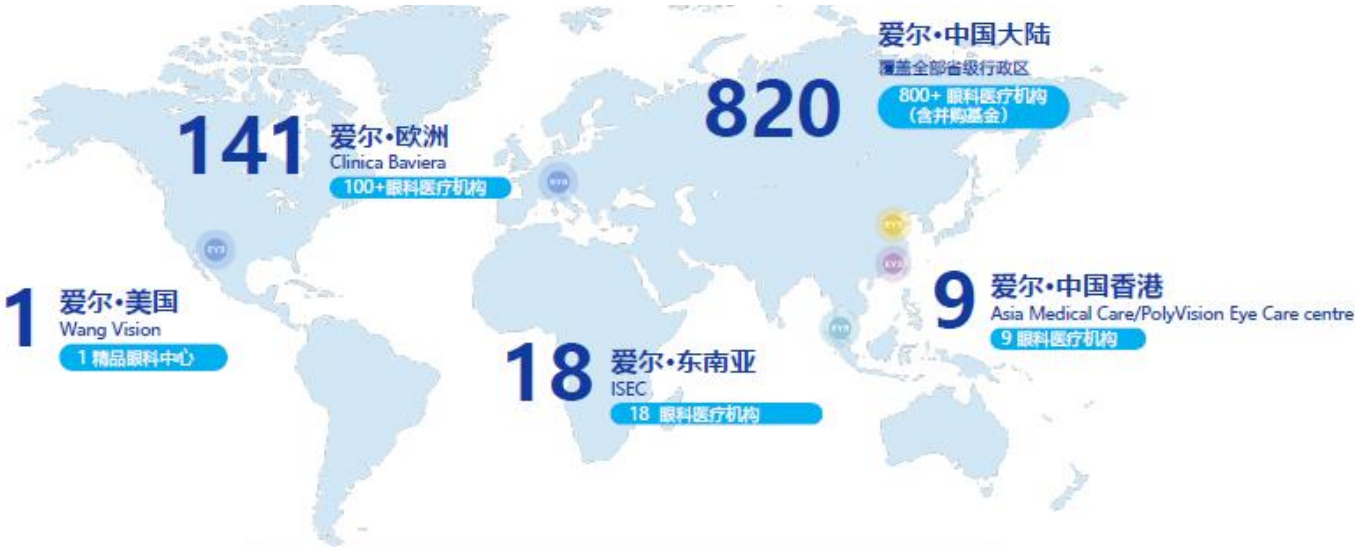 820
爱尔·中国大陆
覆盖全部省级行政区
800+ 眼科医疗机构
（含并购基金）
141
爱尔·欧洲
Clinica Baviera
100+眼科医疗机构
1
爱尔·美国
Wang Vision
1 精品眼科中心
18
爱尔·东南亚
ISEC
18 眼科医疗机构
9
爱尔·中国香港
Asia Medical Care/PolyVision Eye Care centre
9 眼科医疗机构